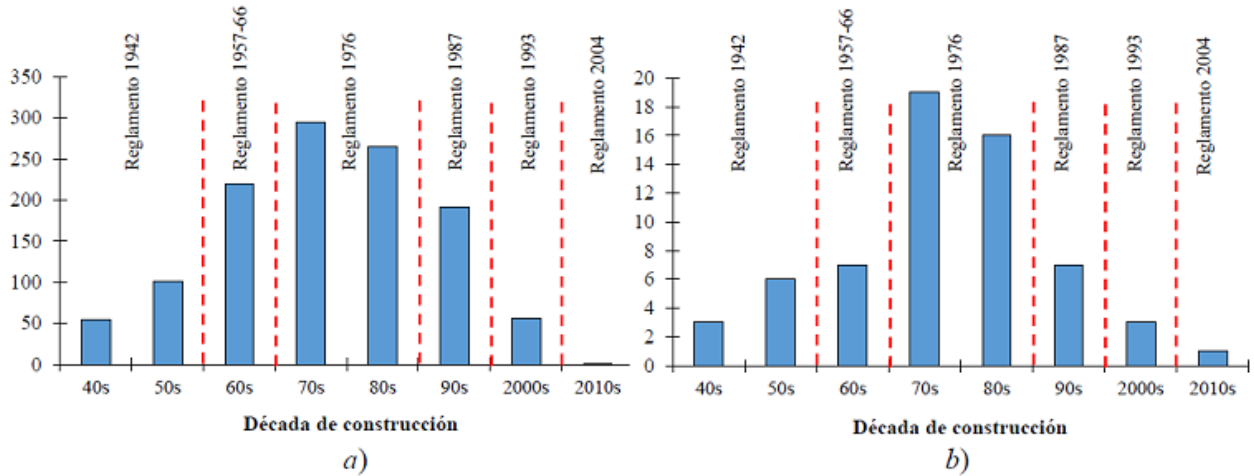 Reglamento 1942
Reglamento 1957-66
Reglamento 1976
Reglamento 1987
Reglamento 1993
Reglamento 2004
350
300
250
200
150
100
50
0
40s 50s 60s 70s 80s 90s 2000s 2010s
Década de construcción
a)
Reglamento 1942
Reglamento 1957-66
Reglamento 1976
Reglamento 1987
Reglamento 1993
Reglamento 2004
20
18
16
14
12
10
8
6
4
2
0
40s 50s 60s 70s 80s 90s 2000s 2010s
Década de construcción
b)